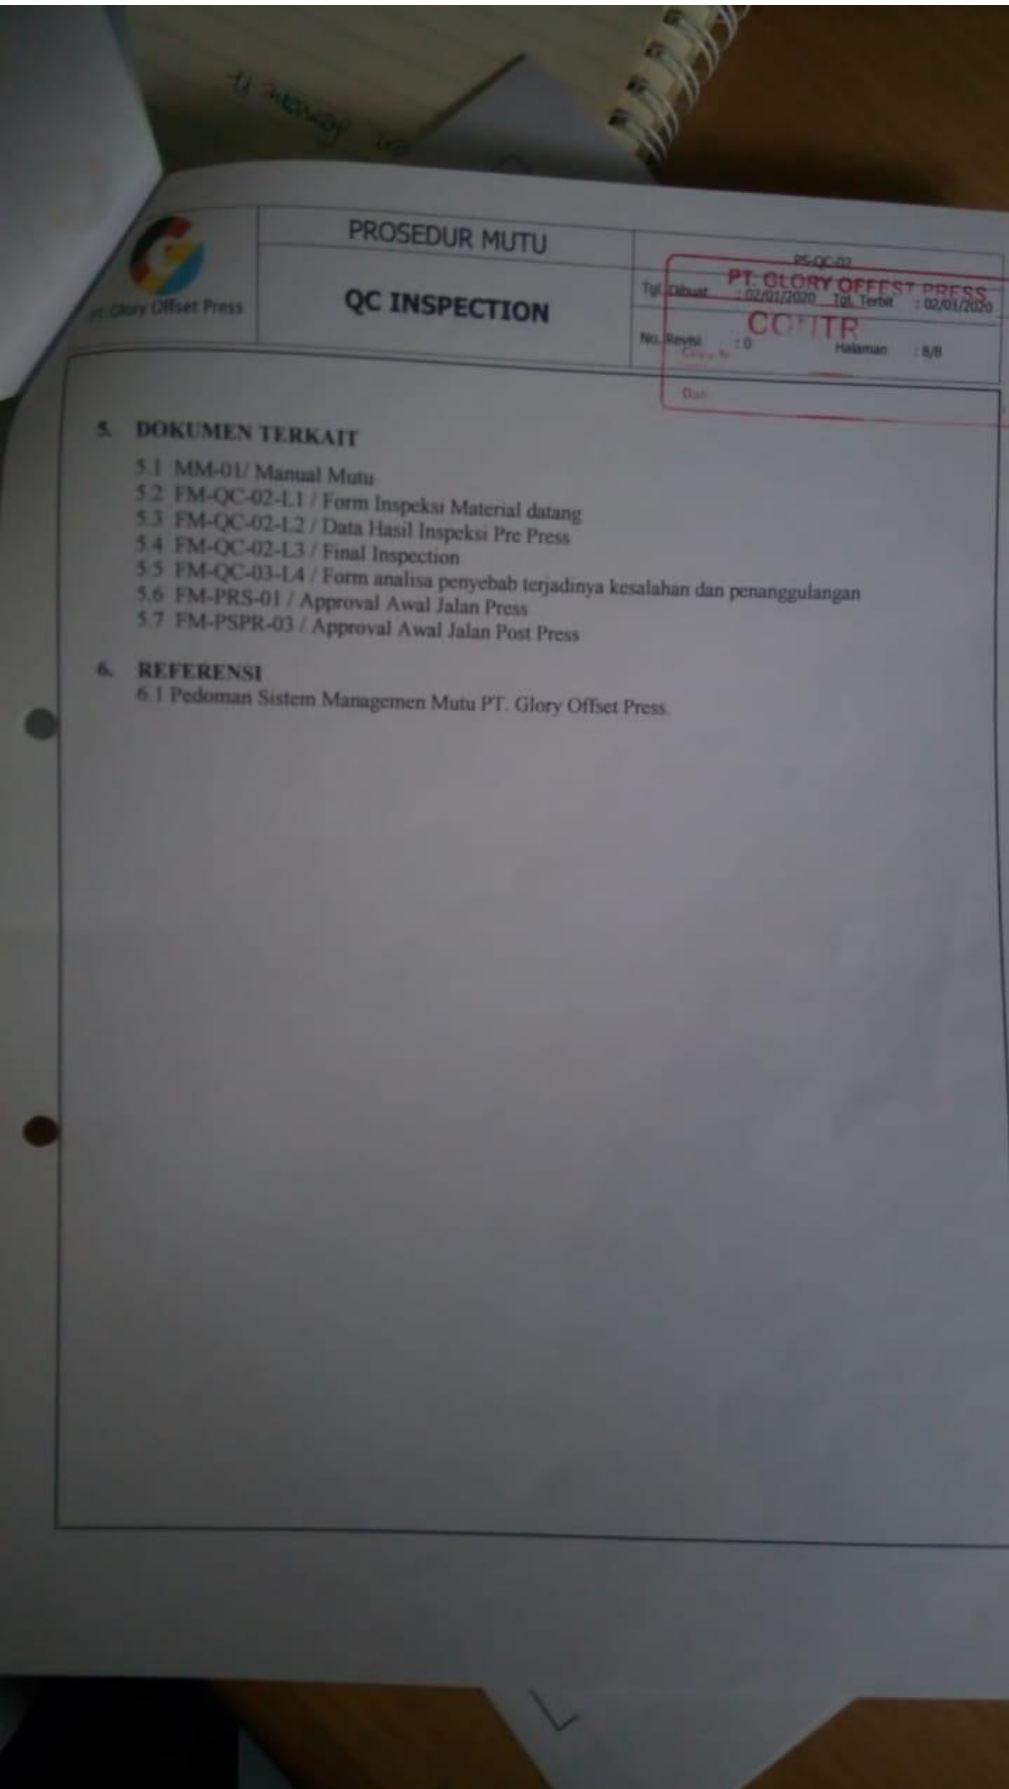 PROSEDUR MUTU
QC INSPECTION
PT Glory Offset Press
PS-QC-02
Tgl. Dibuat : 02/01/2020 Tgl. Terbit : 02/01/2020
No. Revisi : 0 Halaman : 8/8
PT. GLORY OFFEST PRESS
5. DOKUMEN TERKAIT
5.1 MM-01/ Manual Mutu
5.2 FM-QC-02-L1 / Form Inspeksi Material datang
5.3 FM-QC-02-L2 / Data Hasil Inspeksi Pre Press
5.4 FM-QC-02-L3 / Final Inspection
5.5 FM-QC-03-L4 / Form analisa penyebab terjadinya kesalahan dan penanggulangan
5.6 FM-PRS-01 / Approval Awal Jalan Press
5.7 FM-PSPR-03 / Approval Awal Jalan Post Press
6. REFERENSI
6.1 Pedoman Sistem Managemen Mutu PT. Glory Offset Press.